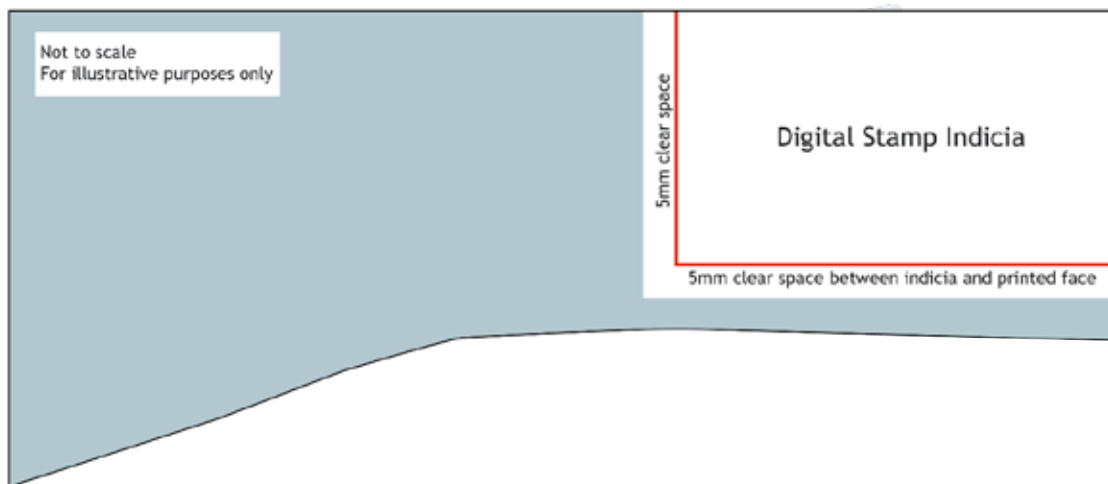 Not to scale
For illustrative purposes only
5mm clear space
Digital Stamp Indicia
5mm clear space between indicia and printed face